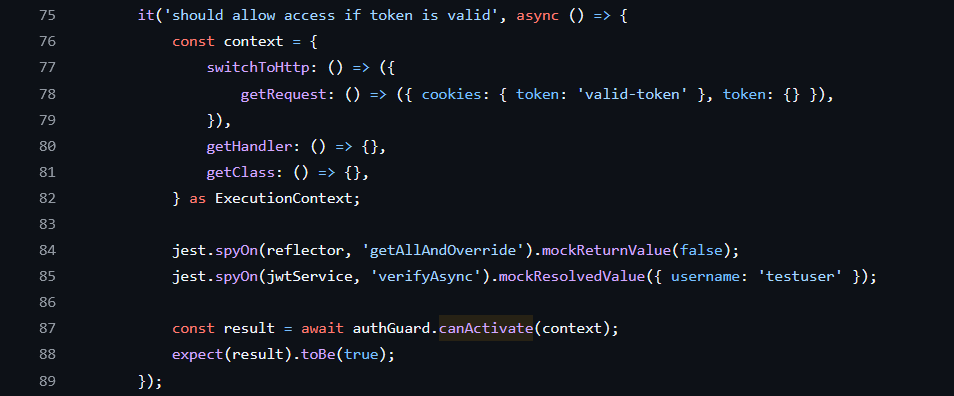 75 it('should allow access if token is valid', async () => {
76 const context = {
77 switchToHttp: () => ({
78 getRequest: () => ({ cookies: { token: 'valid-token' }, token: {} }),
79 }),
80 getHandler: () => {},
81 getClass: () => {},
82 } as ExecutionContext;
83
84 jest.spyOn(reflector, 'getAllAndOverride').mockReturnValue(false);
85 jest.spyOn(jwtService, 'verifyAsync').mockResolvedValue({ username: 'testuser' });
86
87 const result = await authGuard.canActivate(context);
88 expect(result).toBe(true);
89 });